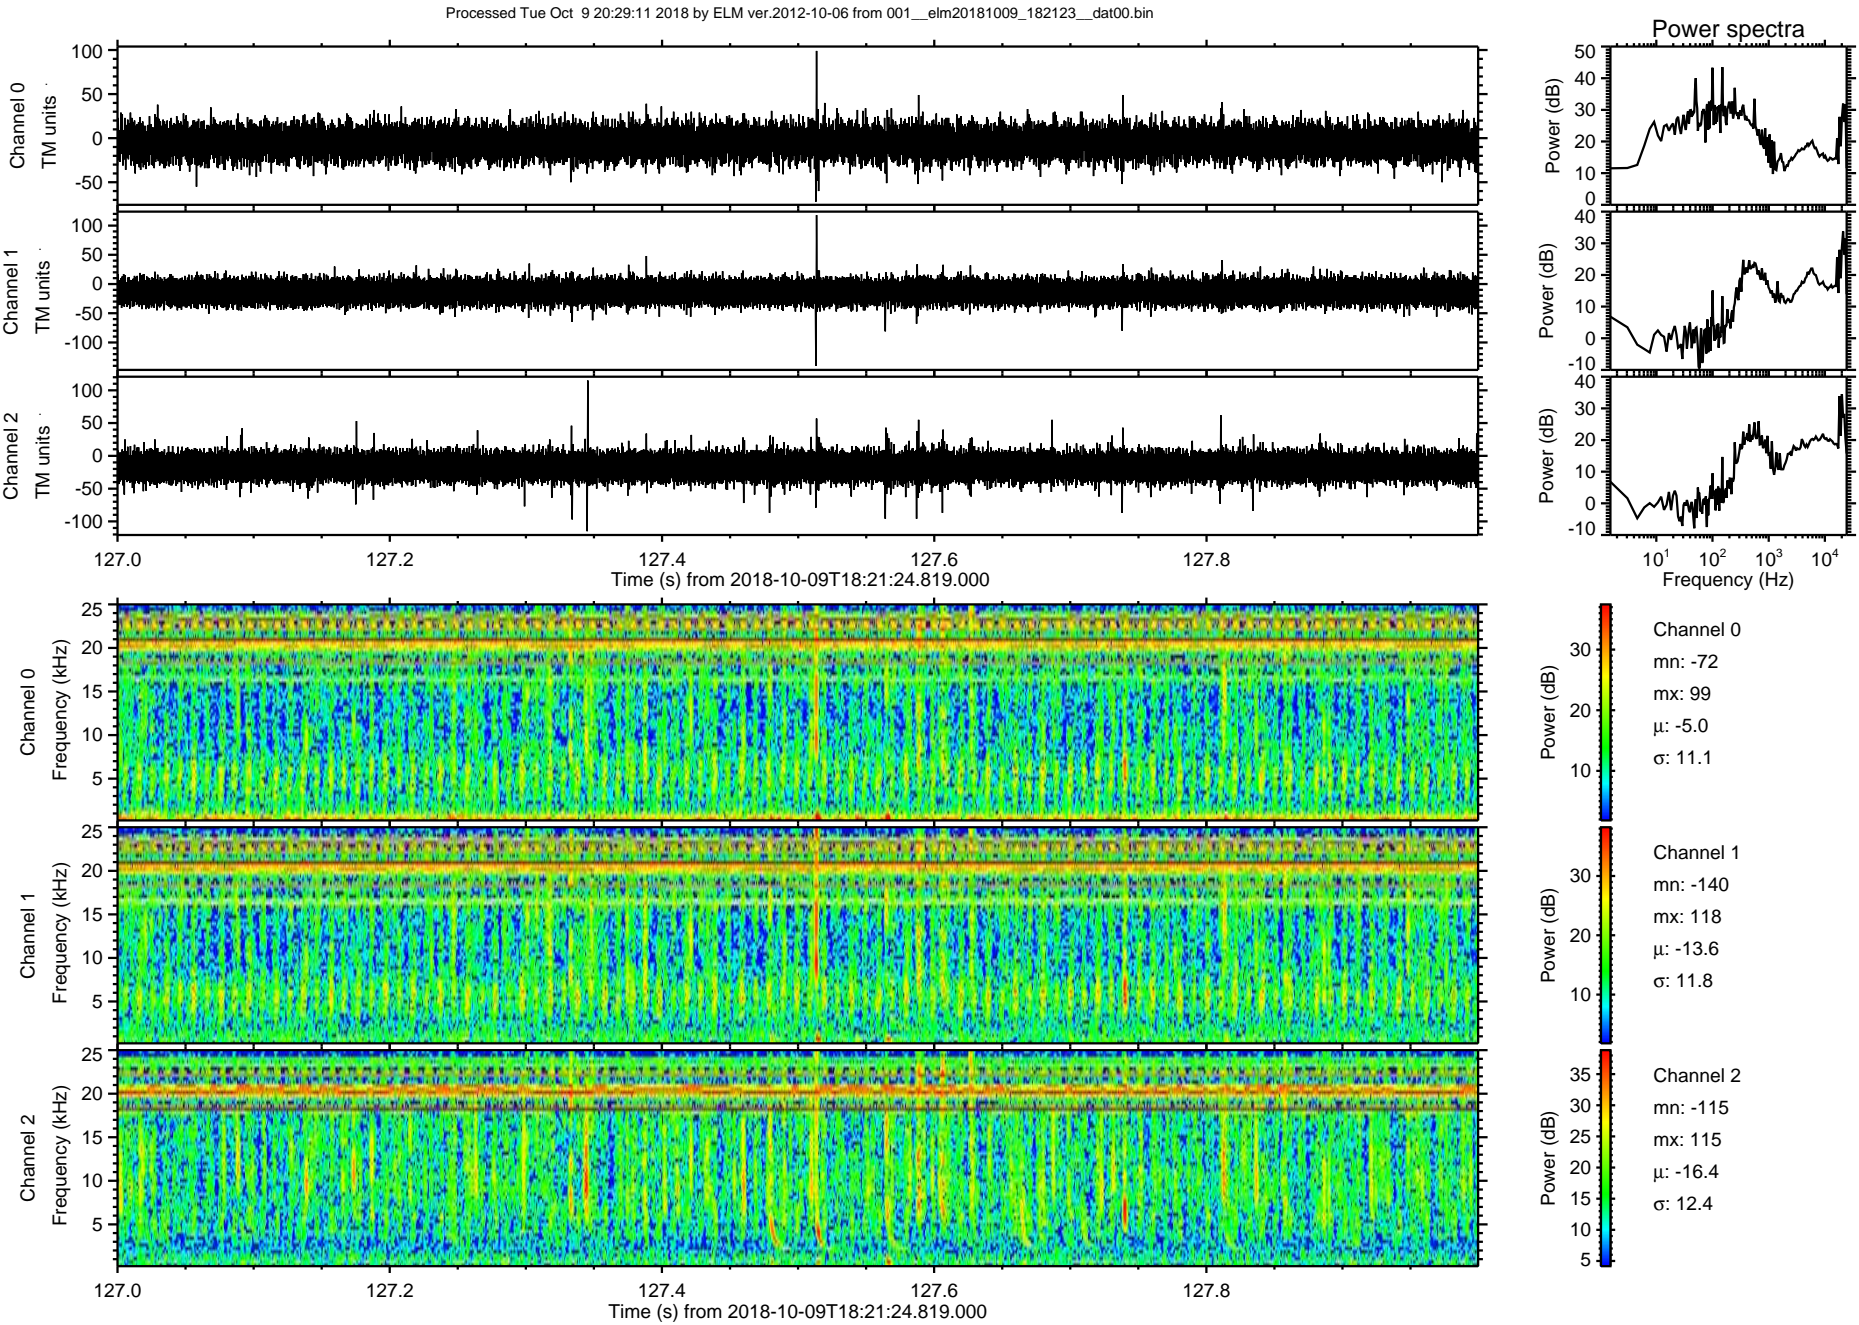 Processed Tue Oct  9 20:29:11 2018 by ELM ver.2012-10-06 from 001__elm20181009_182123__dat00.bin
Power spectra
Channel 0
TM units
100
50
0
-50
Power (dB)
50
40
30
20
10
0
Channel 1
TM units
100
50
0
-50
-100
Power (dB)
40
30
20
10
0
-10
Channel 2
TM units
100
50
0
-50
-100
Power (dB)
40
30
20
10
0
-10
127.0 127.2 127.4 127.6 127.8
Time (s) from 2018-10-09T18:21:24.819.000
10¹ 10² 10³ 10⁴
Frequency (Hz)
Channel 0
Frequency (kHz)
25
20
15
10
5
Power (dB)
30
20
10
Channel 0
mn: -72
mx: 99
μ: -5.0
σ: 11.1
Channel 1
Frequency (kHz)
25
20
15
10
5
Power (dB)
30
20
10
Channel 1
mn: -140
mx: 118
μ: -13.6
σ: 11.8
Channel 2
Frequency (kHz)
25
20
15
10
5
Power (dB)
35
30
25
20
15
10
5
Channel 2
mn: -115
mx: 115
μ: -16.4
σ: 12.4
127.0 127.2 127.4 127.6 127.8
Time (s) from 2018-10-09T18:21:24.819.000